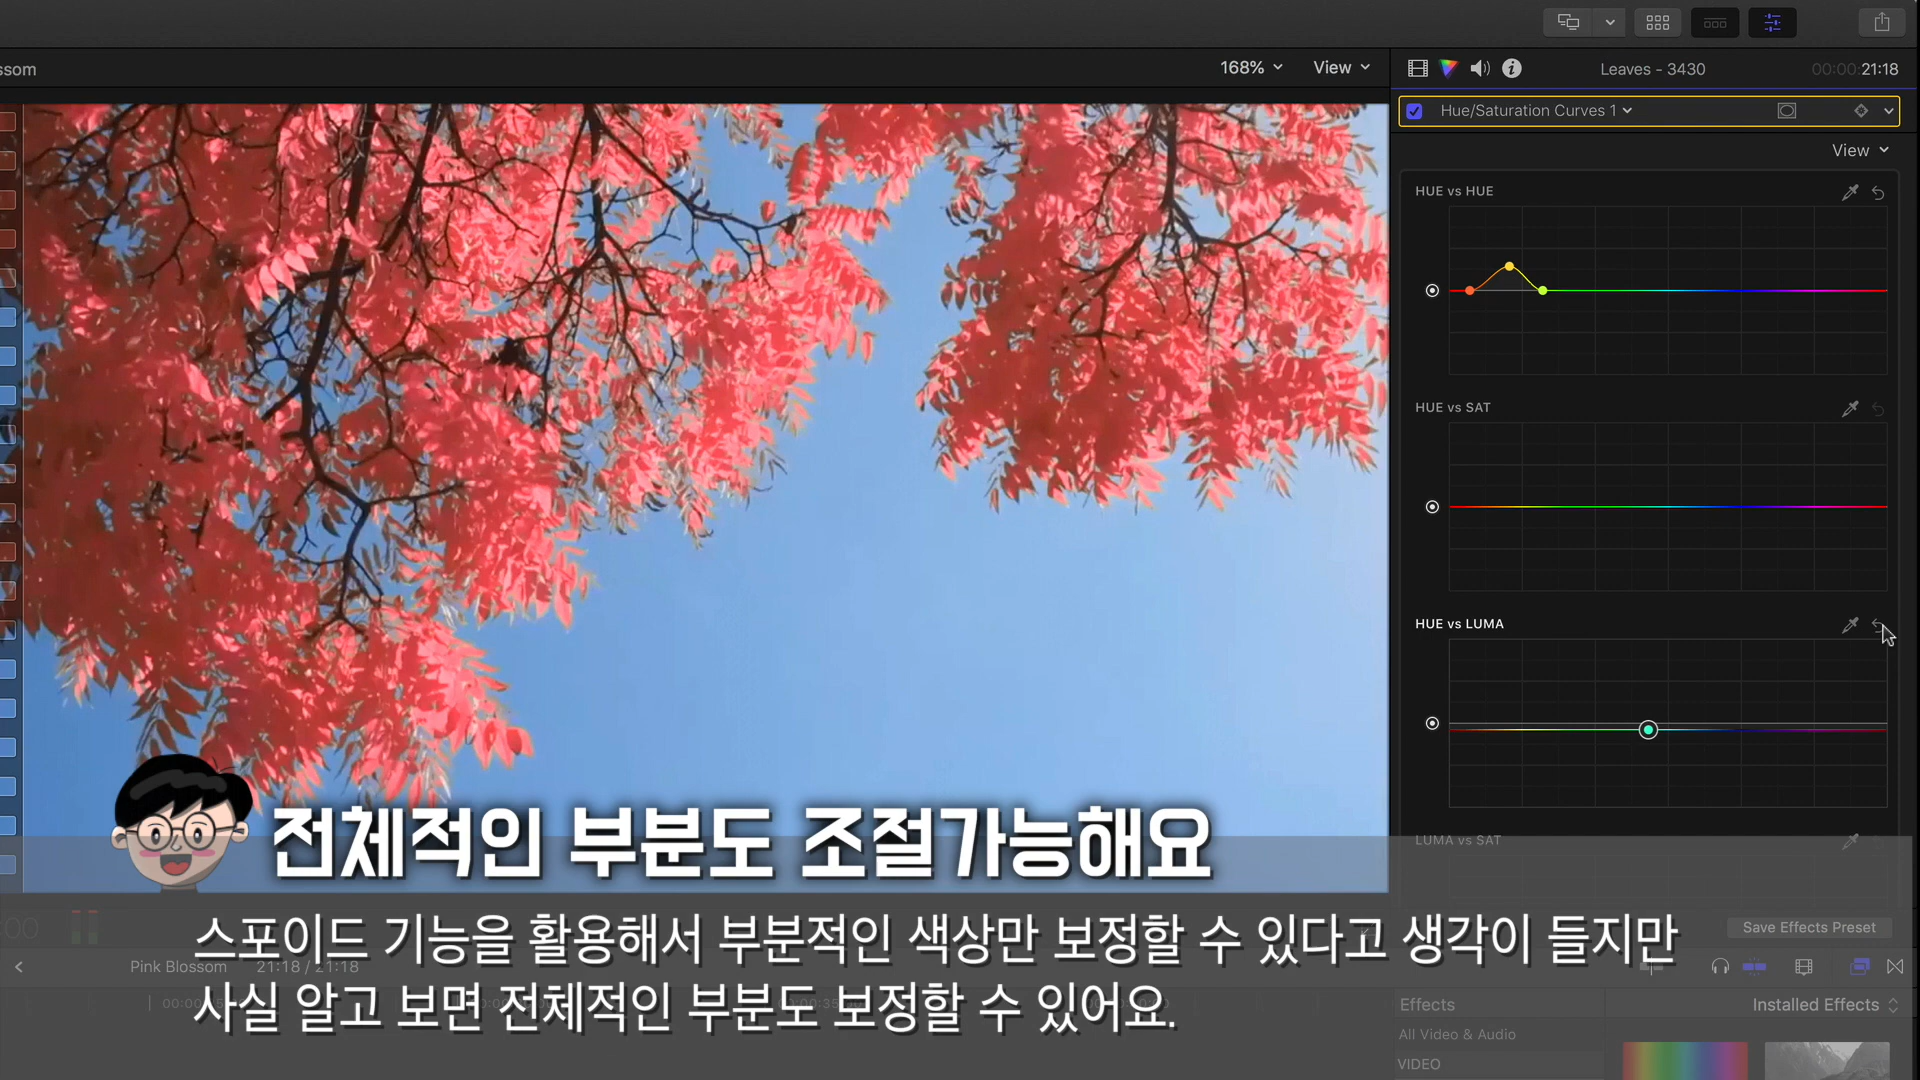 ssom
168%
View
Leaves - 3430
00:00:21:18
Hue/Saturation Curves 1
View
HUE vs HUE
HUE vs SAT
HUE vs LUMA
LUMA vs SAT
전체적인 부분도 조절가능해요
:00
Save Effects Preset
스포이드 기능을 활용해서 부분적인 색상만 보정할 수 있다고 생각이 들지만
Pink Blossom
21:18 / 21:18
사실 알고 보면 전체적인 부분도 보정할 수 있어요.
Effects
Installed Effects
All Video & Audio
VIDEO